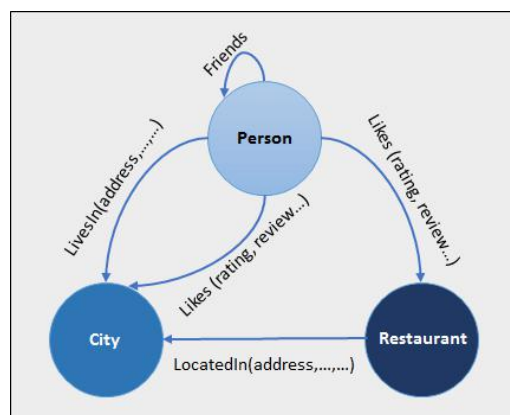 Friends
Person
LivesIn(address,...,...)
Likes (rating, review...)
Likes (rating, review...)
City
Restaurant
LocatedIn(address,...,...)